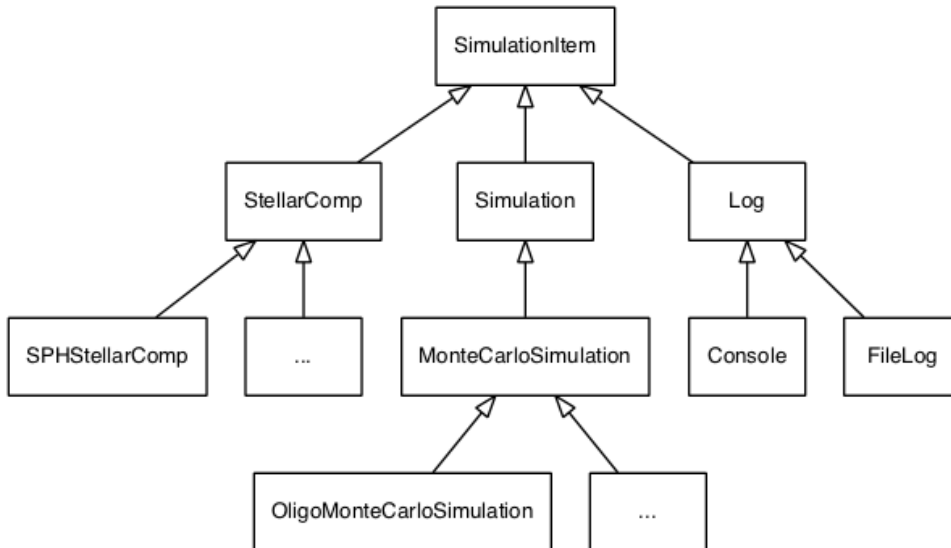 SimulationItem
StellarComp
Simulation
Log
SPHStellarComp
...
MonteCarloSimulation
Console
FileLog
OligoMonteCarloSimulation
...